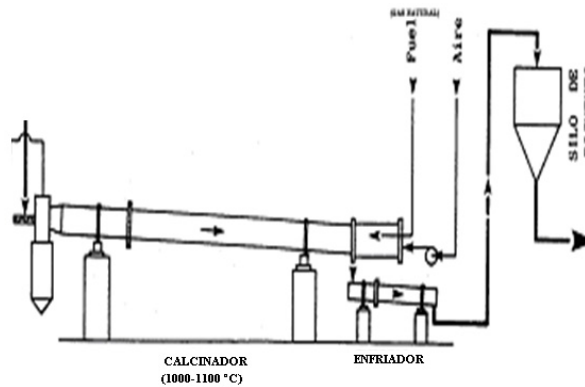 (GAS NATURAL)
Fuel
Aire
SILO DE
CALCINADOR
(1000-1100 °C)
ENFRIADOR